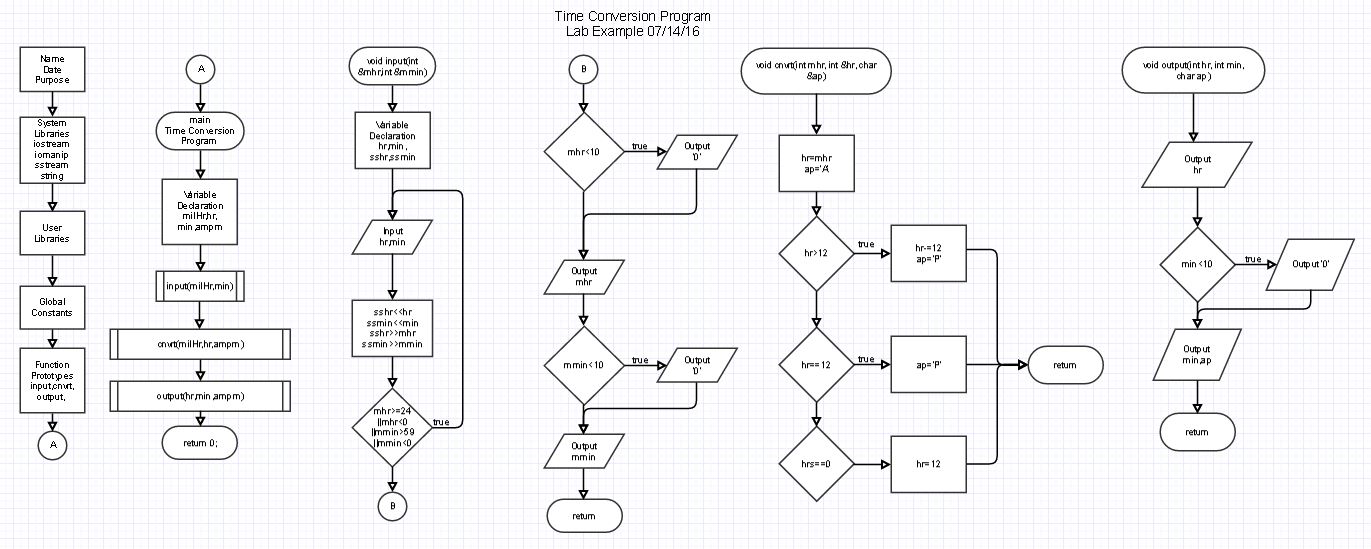 Time Conversion Program
Lab Example 07/14/16
Name
Date
Purpose
System
Libraries
iostream
iomanip
sstream
string
User
Libraries
Global
Constants
Function
Prototypes
input,cnvrt,
output,
A
A
main
Time Conversion
Program
Variable
Declaration
milHr,hr,
min,ampm
input(milHr,min)
cnvrt(milHr,hr,ampm)
output(hr,min,ampm)
return 0;
void input(int
&mhr,int &mmin)
Variable
Declaration
hr,min,
sshr,ssmin
Input
hr,min
sshr<<hr
ssmin<<min
sshr>>mhr
ssmin>>mmin
mhr>=24
||mhr<0
||mmin>59
||mmin<0
true
B
B
mhr<10
true
Output
'0'
Output
mhr
mmin<10
true
Output
'0'
Output
mmin
return
void cnvrt(int mhr, int &hr, char
&ap)
hr=mhr
ap='A'
hr>12
true
hr-=12
ap='P'
hr==12
true
ap='P'
hrs==0
hr=12
return
void output(int hr, int min,
char ap)
Output
hr
min<10
true
Output '0'
Output
min,ap
return